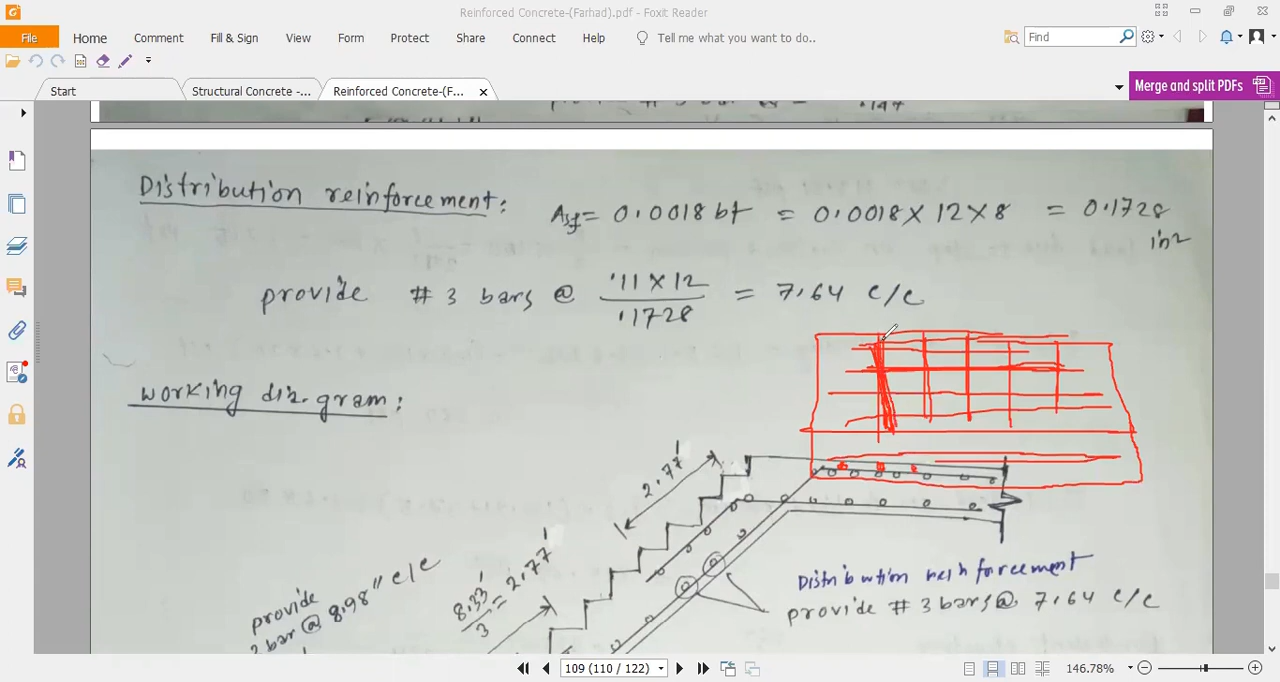 Reinforced Concrete-(Farhad).pdf - Foxit Reader
File Home Comment Fill & Sign View Form Protect Share Connect Help Tell me what you want to do.. Find
Start Structural Concrete -... Reinforced Concrete-(F... Merge and split PDFs
Distribution reinforcement: Asf = 0.0018 bt = 0.0018 X 12 X 8 = 0.1728 in2
provide # 3 bars @ .11 X 12 / .1728 = 7.64 c/c
working diagram:
2.77'
8.33' / 3 = 2.77'
provide
bar @ 8.98" c/c
Distribution reinforcement
provide # 3 bars @ 7.64 c/c
109 (110 / 122) 146.78%